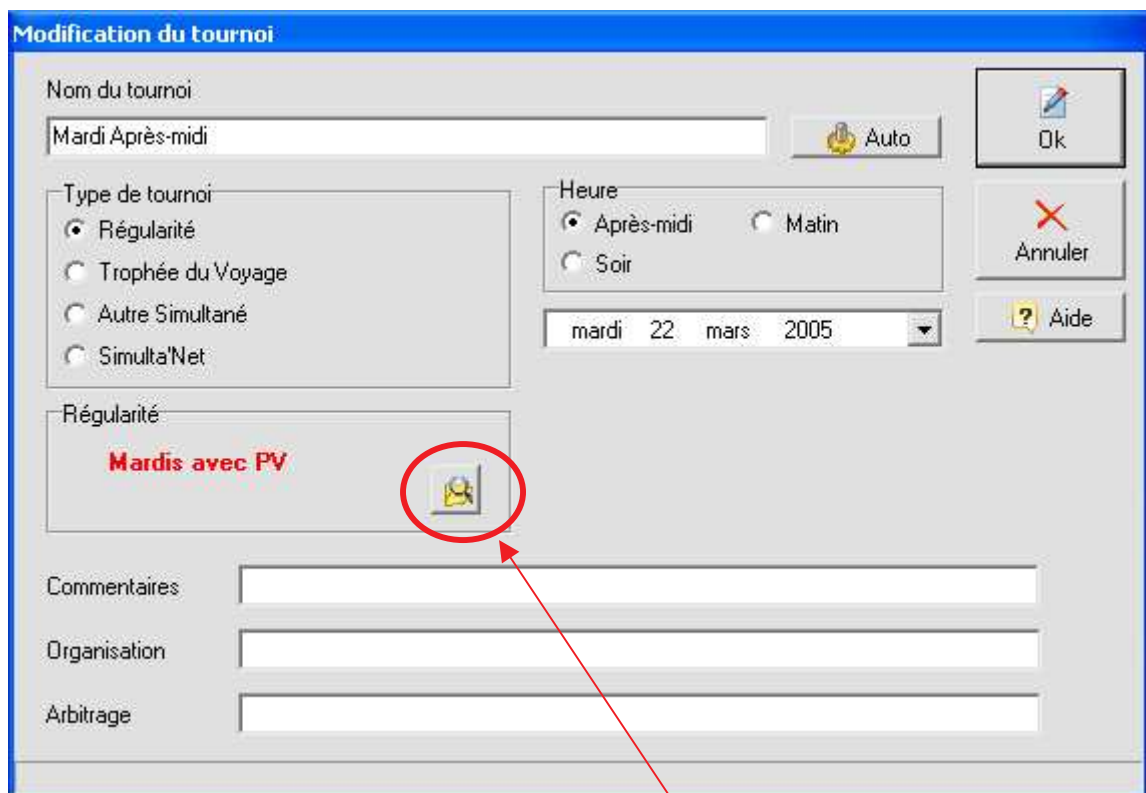 Modification du tournoi
Nom du tournoi
Mardi Après-midi
Auto
Ok
Type de tournoi
Régularité
Trophée du Voyage
Autre Simultané
Simulta'Net
Heure
Après-midi
Matin
Soir
mardi 22 mars 2005
Annuler
Aide
Régularité
Mardis avec PV
Commentaires
Organisation
Arbitrage